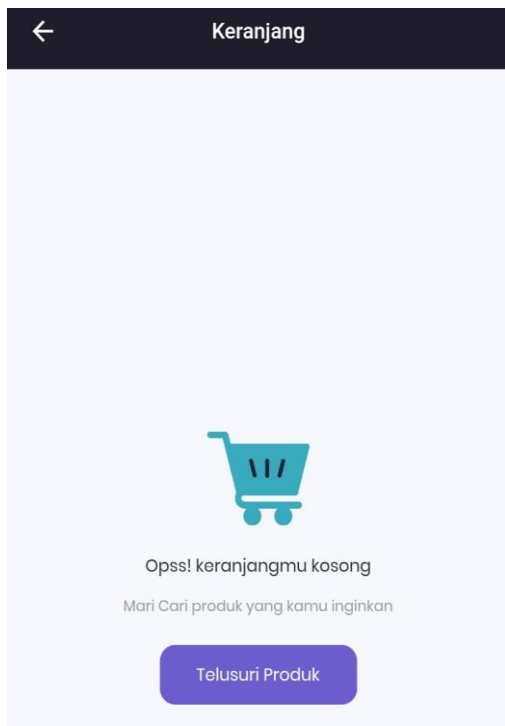 Keranjang
Opss! keranjangmu kosong
Mari Cari produk yang kamu inginkan
Telusuri Produk